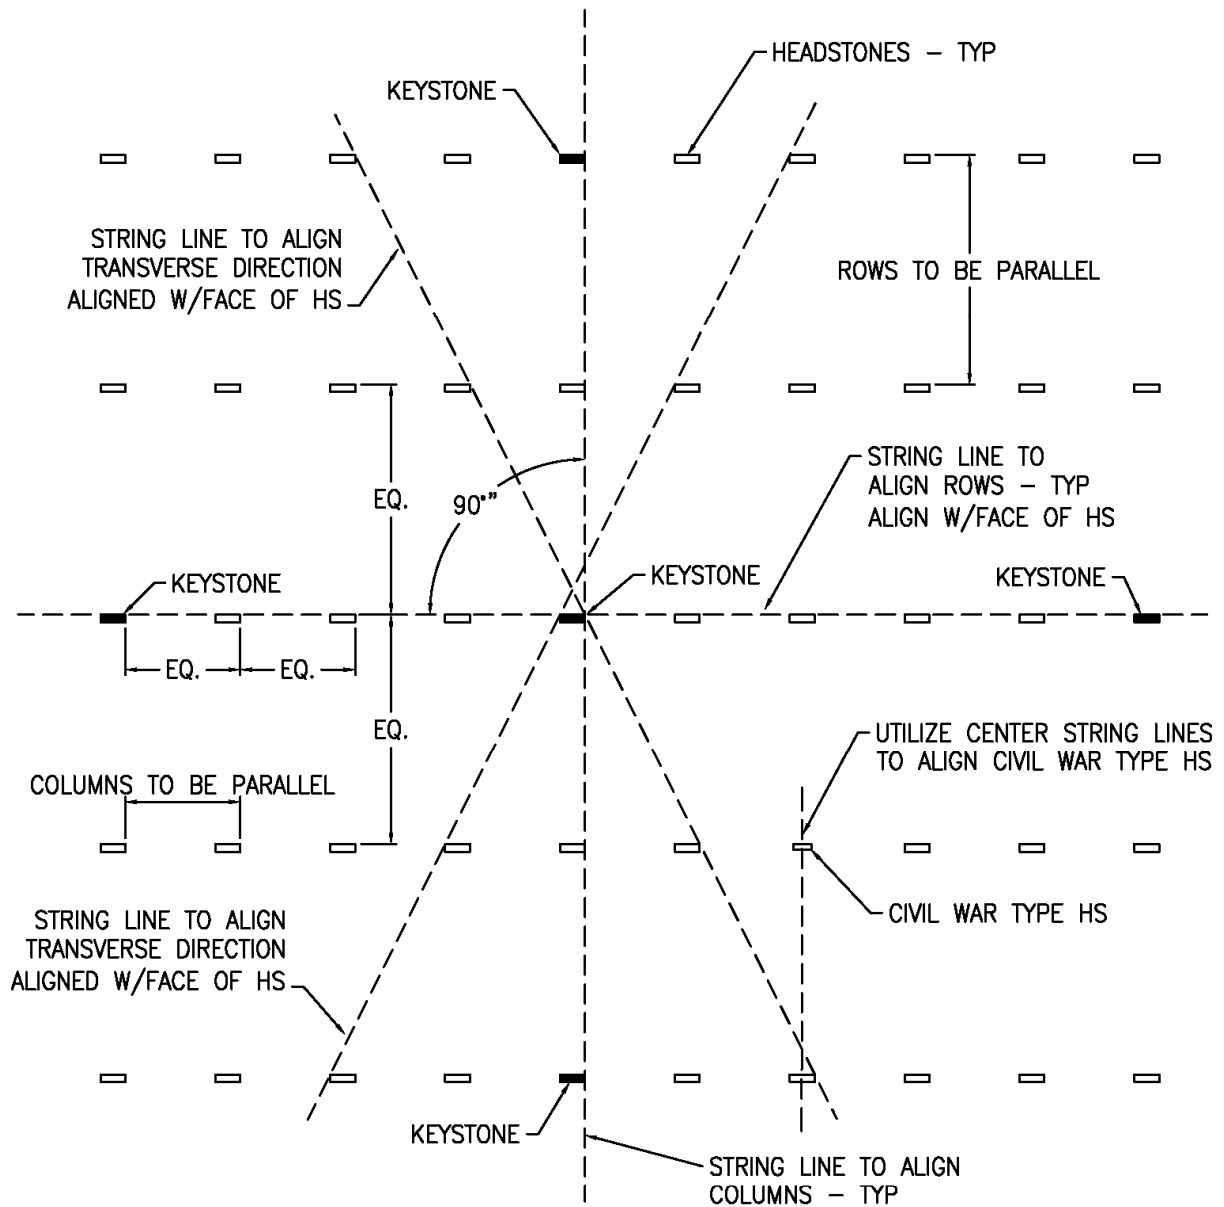 HEADSTONES - TYP
KEYSTONE
STRING LINE TO ALIGN
TRANSVERSE DIRECTION
ALIGNED W/FACE OF HS
ROWS TO BE PARALLEL
STRING LINE TO
ALIGN ROWS - TYP
ALIGN W/FACE OF HS
EQ.
90°"
KEYSTONE
KEYSTONE
KEYSTONE
EQ.
EQ.
EQ.
UTILIZE CENTER STRING LINES
TO ALIGN CIVIL WAR TYPE HS
COLUMNS TO BE PARALLEL
CIVIL WAR TYPE HS
STRING LINE TO ALIGN
TRANSVERSE DIRECTION
ALIGNED W/FACE OF HS
KEYSTONE
STRING LINE TO ALIGN
COLUMNS - TYP